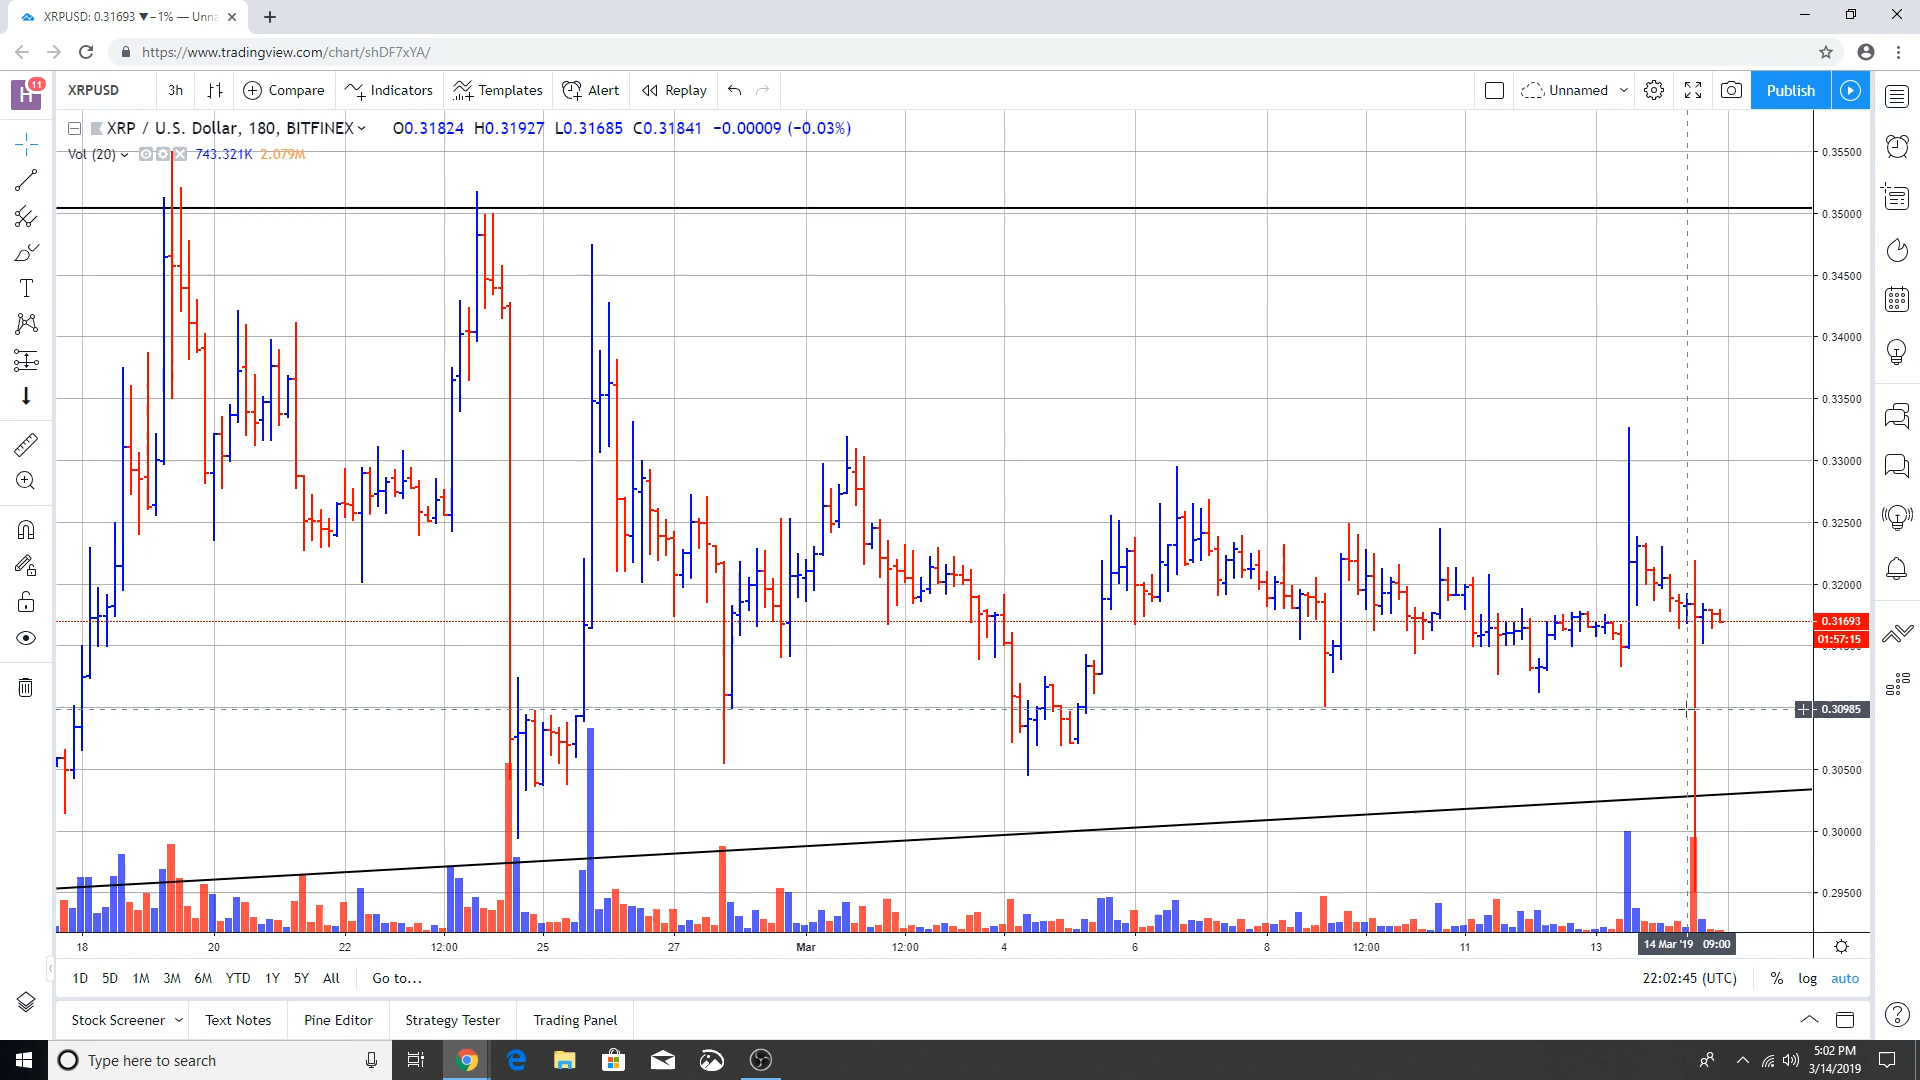 XRPUSD: 0.31693 ▼−1% — Unna
https://www.tradingview.com/chart/shDF7xYA/
H 11
XRPUSD 3h Compare Indicators Templates Alert Replay Unnamed Publish
XRP / U.S. Dollar, 180, BITFINEX O0.31824 H0.31927 L0.31685 C0.31841 −0.00009 (−0.03%)
Vol (20) 743.321K 2.079M
0.35500
0.35000
0.34500
0.34000
0.33500
0.33000
0.32500
0.32000
0.31693
01:57:15
0.30985
0.30500
0.30000
0.29500
18 20 22 12:00 25 27 Mar 12:00 4 6 8 12:00 11 13 14 Mar '19 09:00
1D 5D 1M 3M 6M YTD 1Y 5Y All Go to... 22:02:45 (UTC) % log auto
Stock Screener Text Notes Pine Editor Strategy Tester Trading Panel
Type here to search
5:02 PM
3/14/2019